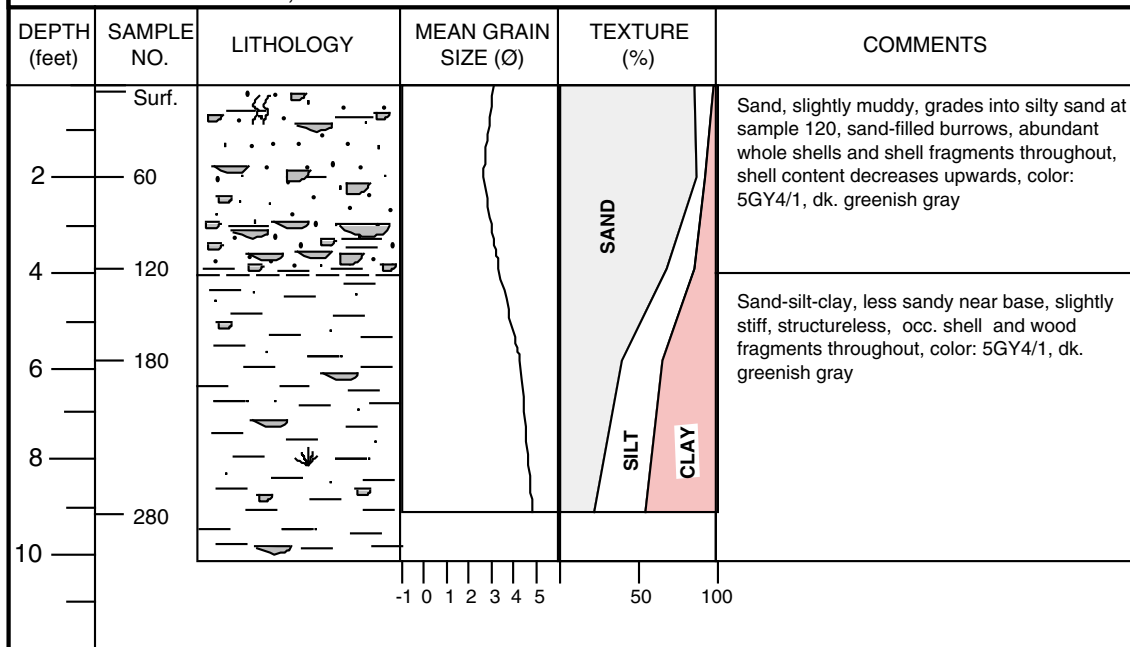 DEPTH
(feet)
SAMPLE
NO.
LITHOLOGY
MEAN GRAIN
SIZE (Ø)
TEXTURE
(%)
COMMENTS
Surf.
2
60
4
120
6
180
8
280
10
-1 0 1 2 3 4 5
SAND
SILT
CLAY
50 100
Sand, slightly muddy, grades into silty sand at
sample 120, sand-filled burrows, abundant
whole shells and shell fragments throughout,
shell content decreases upwards, color:
5GY4/1, dk. greenish gray
Sand-silt-clay, less sandy near base, slightly
stiff, structureless, occ. shell and wood
fragments throughout, color: 5GY4/1, dk.
greenish gray